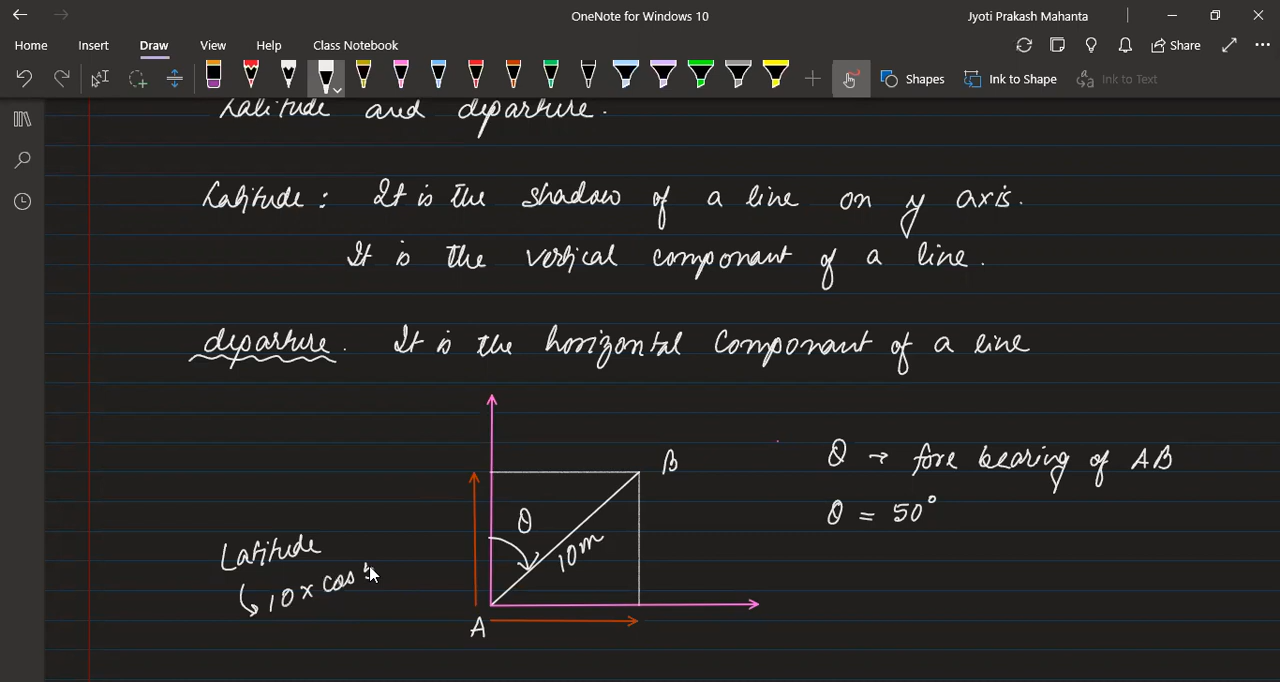 OneNote for Windows 10
Jyoti Prakash Mahanta
Home Insert Draw View Help Class Notebook
Share
Shapes Ink to Shape Ink to Text
Latitude and departure.
Latitude : It is the shadow of a line on y axis.
It is the vertical componant of a line.
departure. It is the horizontal Componant of a line
B
θ → fore bearing of AB
θ
θ = 50°
10m
Latitude
10 x cos
A